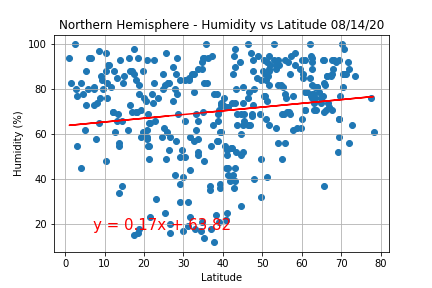 Northern Hemisphere - Humidity vs Latitude 08/14/20
100
80
60
40
20
Humidity (%)
y = 0.17x + 63.82
0 10 20 30 40 50 60 70 80
Latitude